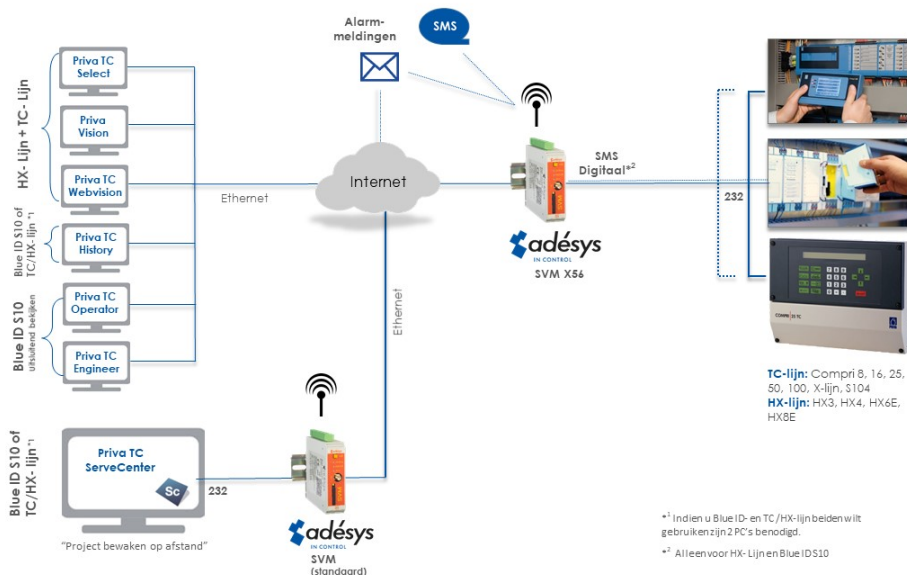 Alarm-
meldingen
SMS
HX- Lijn + TC- Lijn
Priva TC
Select
Priva
Vision
Priva TC
Webvision
Blue ID S10 of
TC/HX- lijn *1
Priva TC
History
Blue ID S10
uitsluitend bekijken
Priva TC
Operator
Priva TC
Engineer
Ethernet
Internet
Ethernet
SMS
Digitaal*2
adésys
IN CONTROL
SVM X56
232
COMPRI
TC
TC-lijn: Compri 8, 16, 25,
50, 100, X-lijn, S104
HX-lijn: HX3, HX4, HX6E,
HX8E
Blue ID S10 of
TC/HX- lijn *1
Priva TC
ServeCenter
Sc
232
"Project bewaken op afstand"
adésys
IN CONTROL
SVM
(standaard)
*1 Indien u Blue ID- en TC /HX-lijn beiden wilt
gebruiken zijn 2 PC's benodigd.
*2 Alleen voor HX- Lijn en Blue ID S10